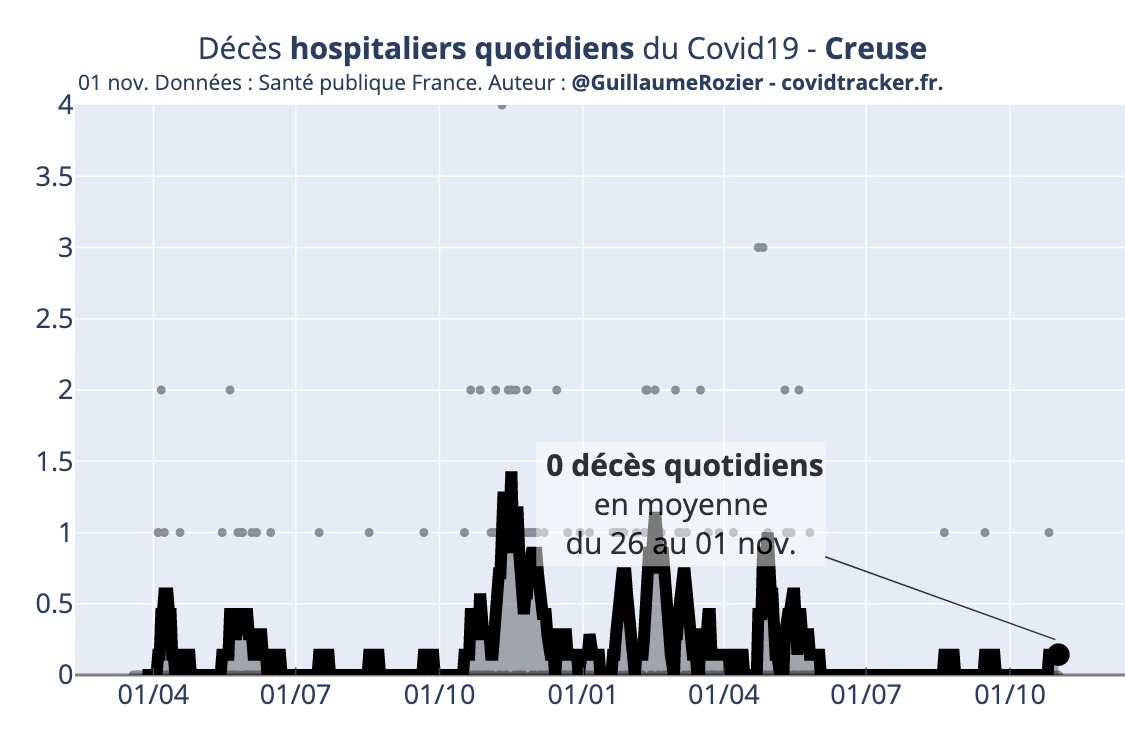 Décès hospitaliers quotidiens du Covid19 - Creuse
01 nov. Données : Santé publique France. Auteur : @GuillaumeRozier - covidtracker.fr.
4
3.5
3
2.5
2
1.5
1
0.5
0
0 décès quotidiens
en moyenne
du 26 au 01 nov.
01/04 01/07 01/10 01/01 01/04 01/07 01/10